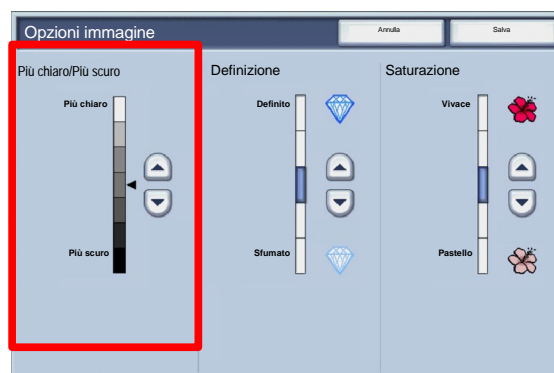 Opzioni immagine
Annulla
Salva
Più chiaro/Più scuro
Più chiaro
Più scuro
Definizione
Definito
Sfumato
Saturazione
Vivace
Pastello